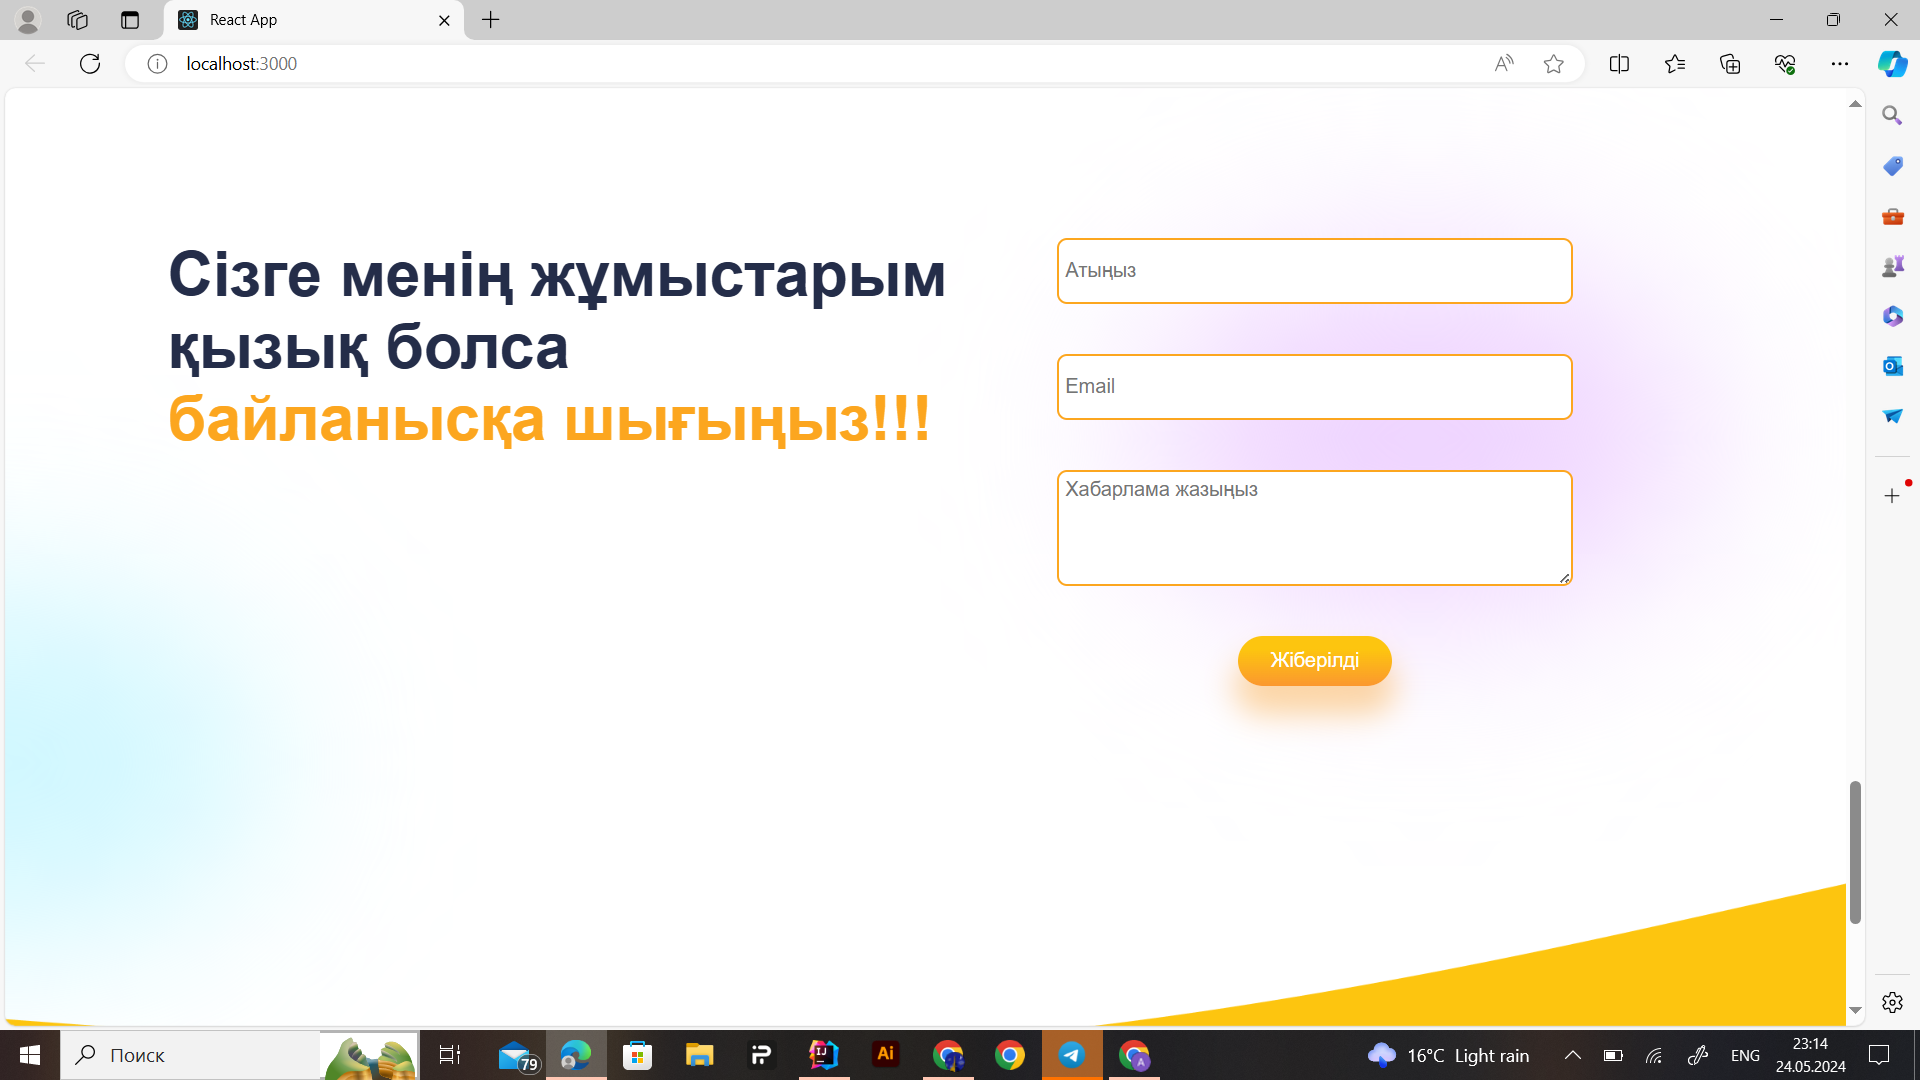 React App
localhost:3000
Сізге менің жұмыстарым
қызық болса
байланысқа шығыңыз!!!
Атыңыз
Email
Хабарлама жазыңыз
Жіберілді
Поиск
79
Ai
A
16°C Light rain
ENG
23:14
24.05.2024